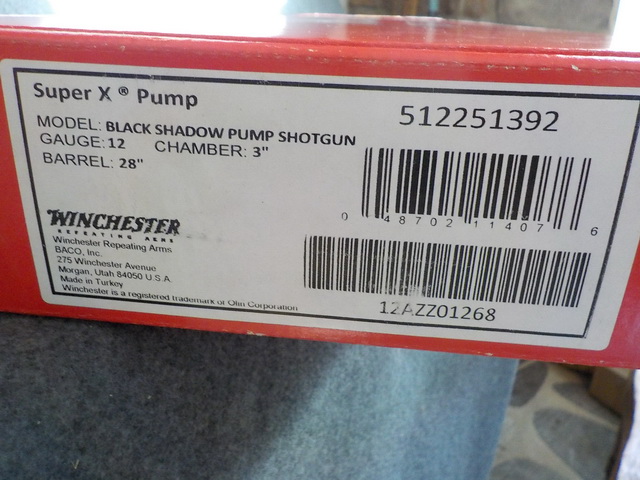 Super X ® Pump
512251392
MODEL: BLACK SHADOW PUMP SHOTGUN
GAUGE: 12 CHAMBER: 3"
BARREL: 28"
0 48702 11407 6
WINCHESTER
REPEATING ARMS
Winchester Repeating Arms
BACO, Inc.
275 Winchester Avenue
Morgan, Utah 84050 U.S.A.
Made in Turkey
Winchester is a registered trademark of Olin Corporation
12AZZ01268